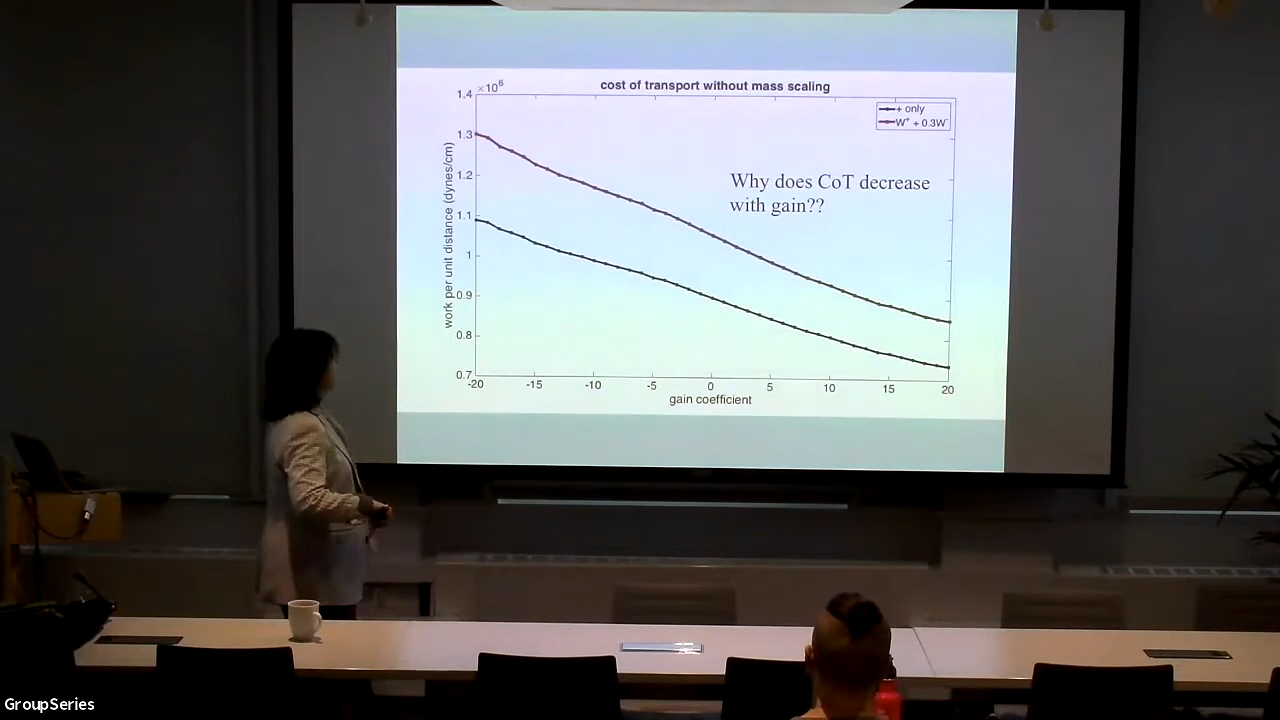 cost of transport without mass scaling
×10⁶
1.4
1.3
1.2
1.1
1
0.9
0.8
0.7
work per unit distance (dynes/cm)
+ only
W⁺ + 0.3W⁻
Why does CoT decrease
with gain??
-20 -15 -10 -5 0 5 10 15 20
gain coefficient
GroupSeries